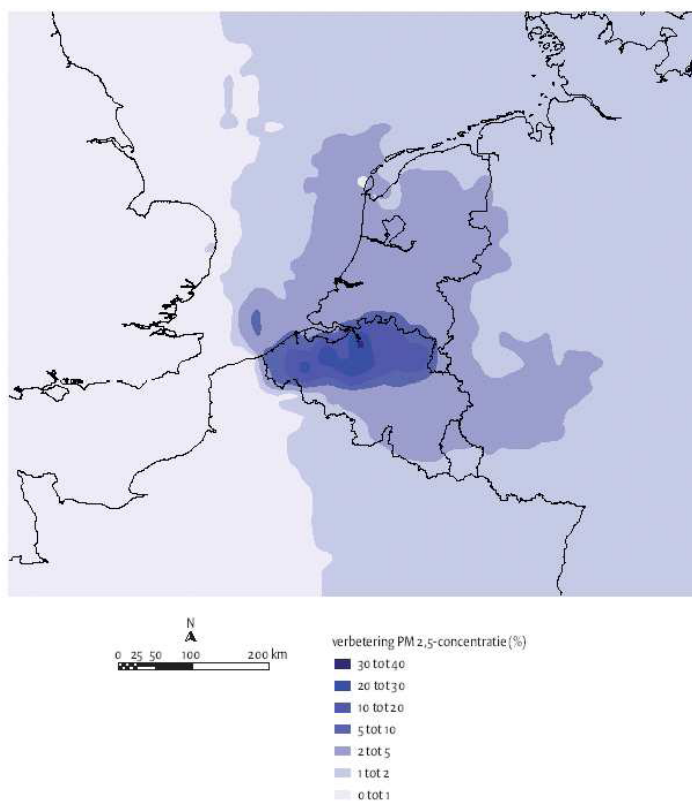 N
0 25 50 100 200 km
verbetering PM 2,5-concentratie (%)
30 tot 40
20 tot 30
10 tot 20
5 tot 10
2 tot 5
1 tot 2
0 tot 1